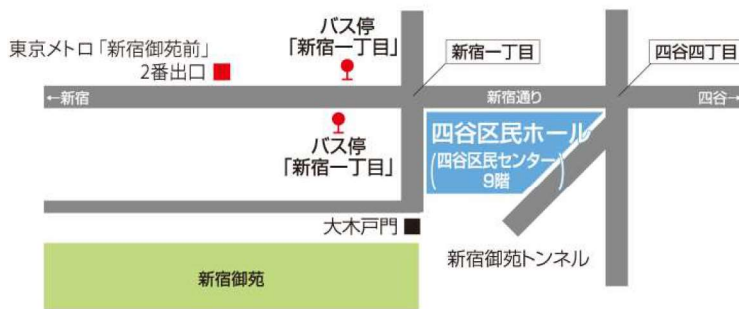 バス停
「新宿一丁目」
東京メトロ「新宿御苑前」
2番出口
新宿一丁目
四谷四丁目
←新宿
新宿通り
四谷→
バス停
「新宿一丁目」
四谷区民ホール
(四谷区民センター)
9階
大木戸門
新宿御苑トンネル
新宿御苑